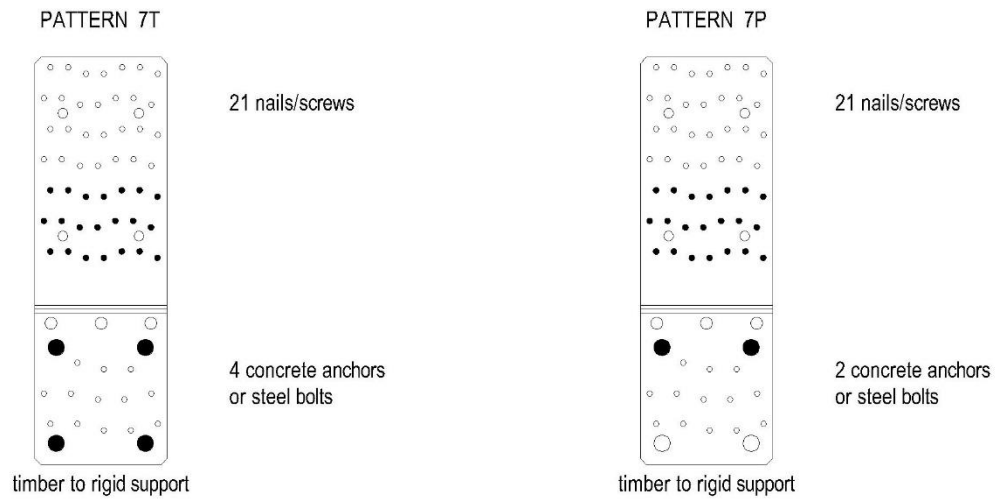 PATTERN 7T
21 nails/screws
4 concrete anchors
or steel bolts
timber to rigid support
PATTERN 7P
21 nails/screws
2 concrete anchors
or steel bolts
timber to rigid support